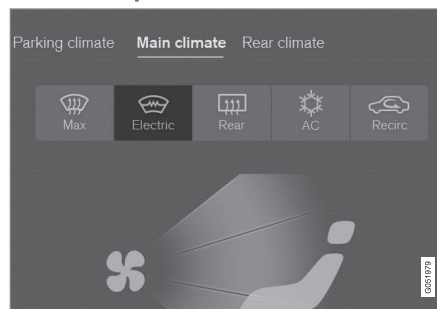 Parking climate Main climate Rear climate
Max Electric Rear AC Recirc
G051979